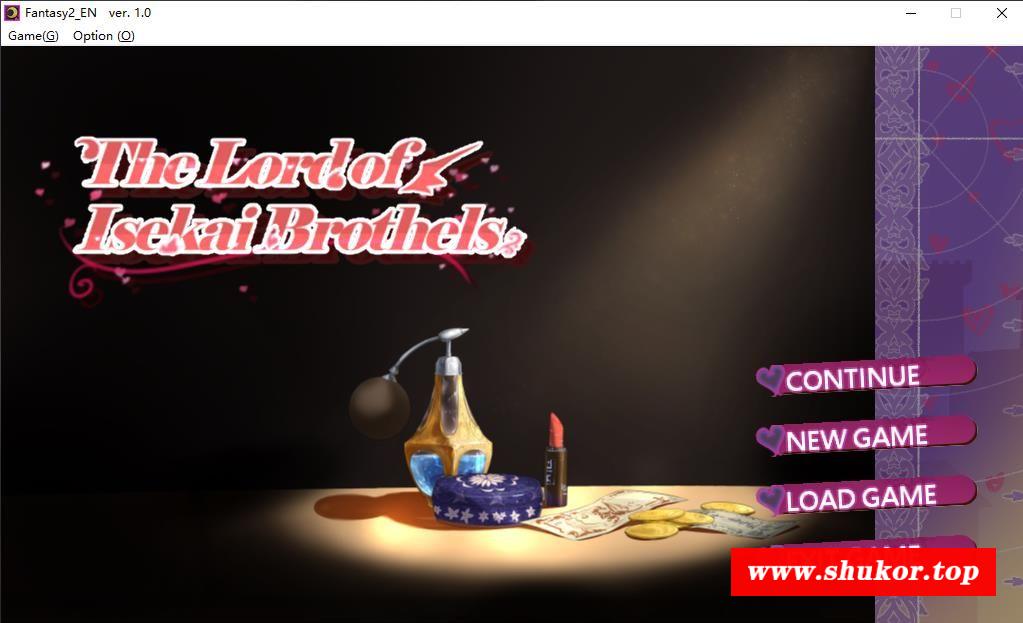 Fantasy2_EN ver. 1.0
Game(G) Option (O)
The Lord of
Isekai Brothels
CONTINUE
NEW GAME
LOAD GAME
www.shukor.top